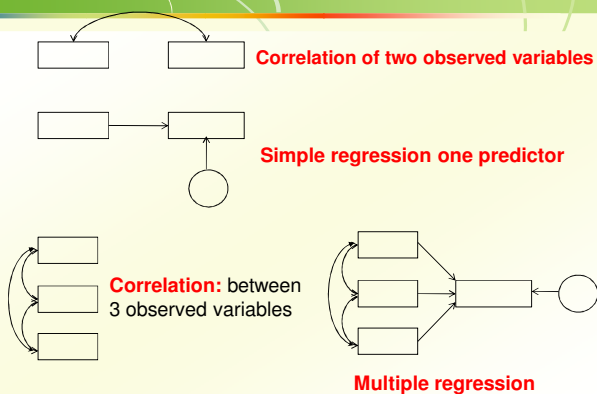 Correlation of two observed variables
Simple regression one predictor
Correlation: between
3 observed variables
Multiple regression